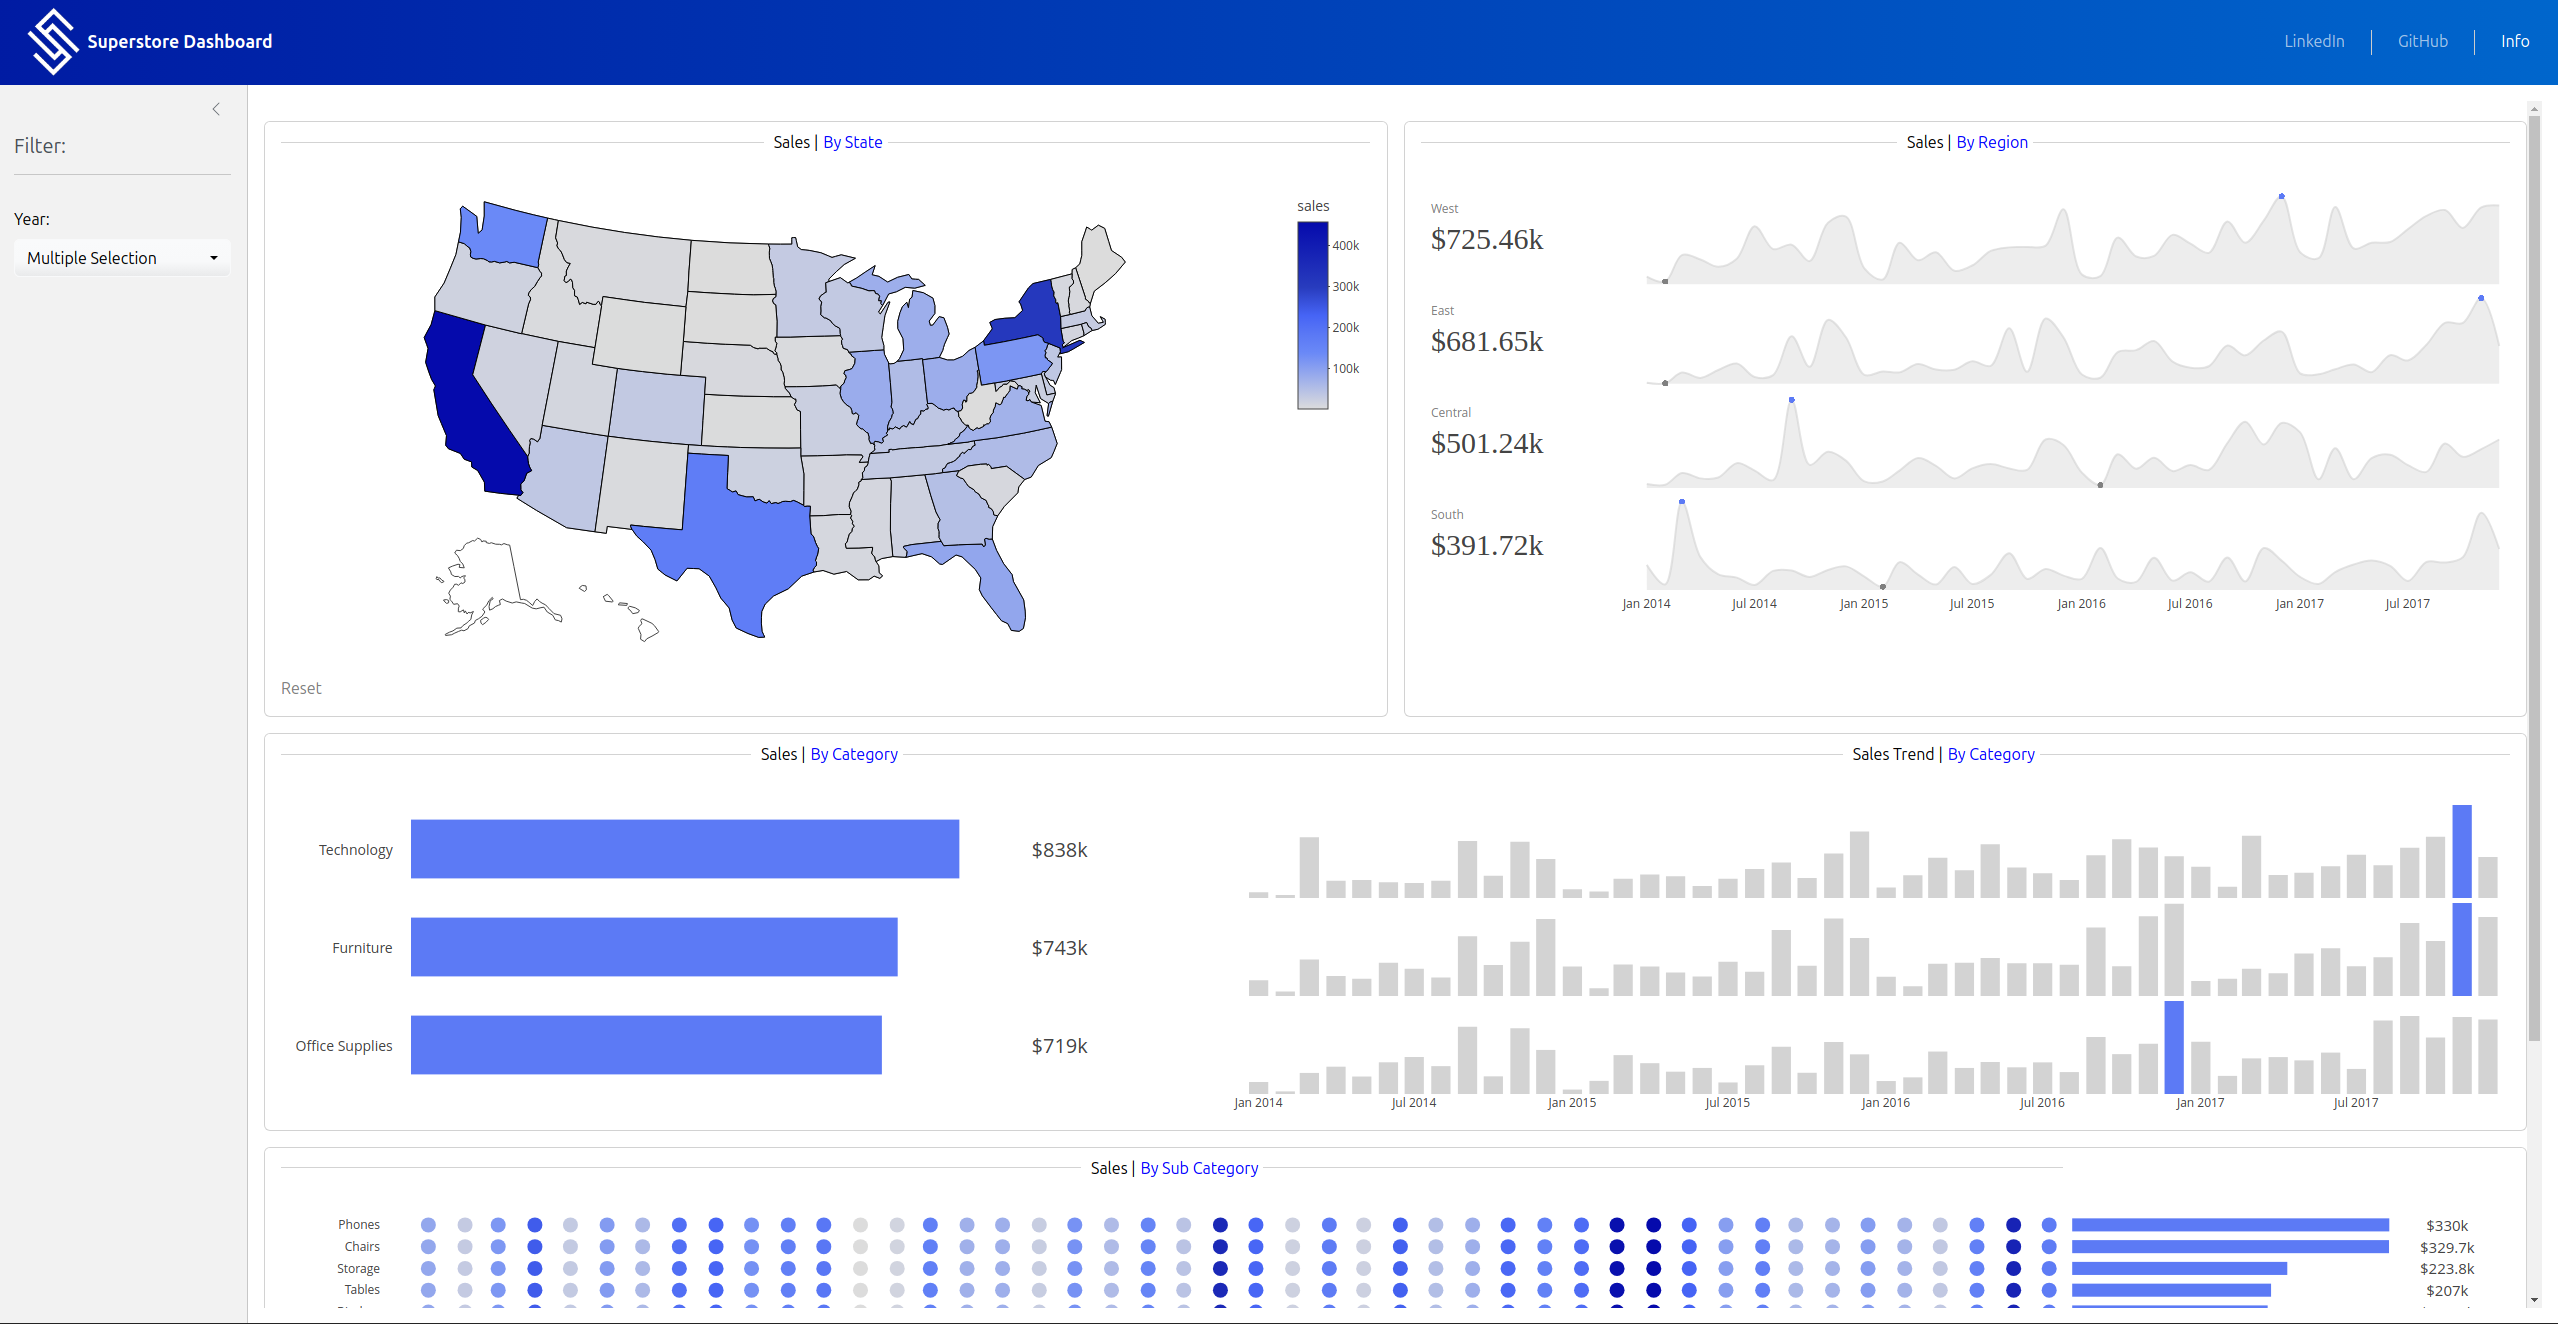 Superstore Dashboard
LinkedIn
GitHub
Info
Filter:
Year:
Multiple Selection
Sales | By State
sales
400k
300k
200k
100k
Reset
Sales | By Region
West
$725.46k
East
$681.65k
Central
$501.24k
South
$391.72k
Jan 2014
Jul 2014
Jan 2015
Jul 2015
Jan 2016
Jul 2016
Jan 2017
Jul 2017
Sales | By Category
Technology
$838k
Furniture
$743k
Office Supplies
$719k
Sales Trend | By Category
Jan 2014
Jul 2014
Jan 2015
Jul 2015
Jan 2016
Jul 2016
Jan 2017
Jul 2017
Sales | By Sub Category
Phones
$330k
Chairs
$329.7k
Storage
$223.8k
Tables
$207k